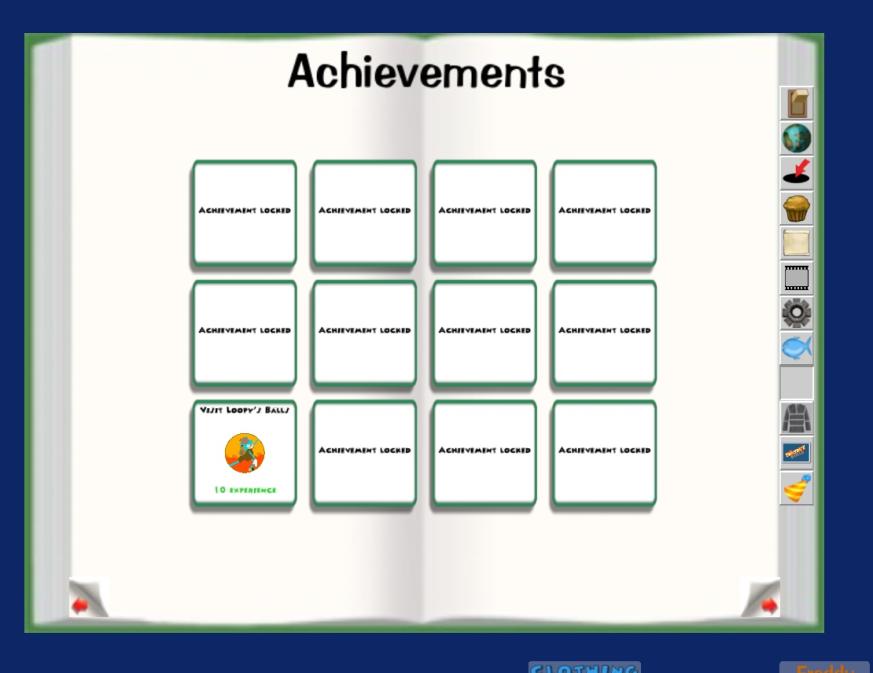 Achievements
ACHIEVEMENT LOCKED ACHIEVEMENT LOCKED ACHIEVEMENT LOCKED ACHIEVEMENT LOCKED
ACHIEVEMENT LOCKED ACHIEVEMENT LOCKED ACHIEVEMENT LOCKED ACHIEVEMENT LOCKED
VISIT LOOPY'S BALLS
ACHIEVEMENT LOCKED ACHIEVEMENT LOCKED ACHIEVEMENT LOCKED
10 EXPERIENCE
CLOTHING
Freddy